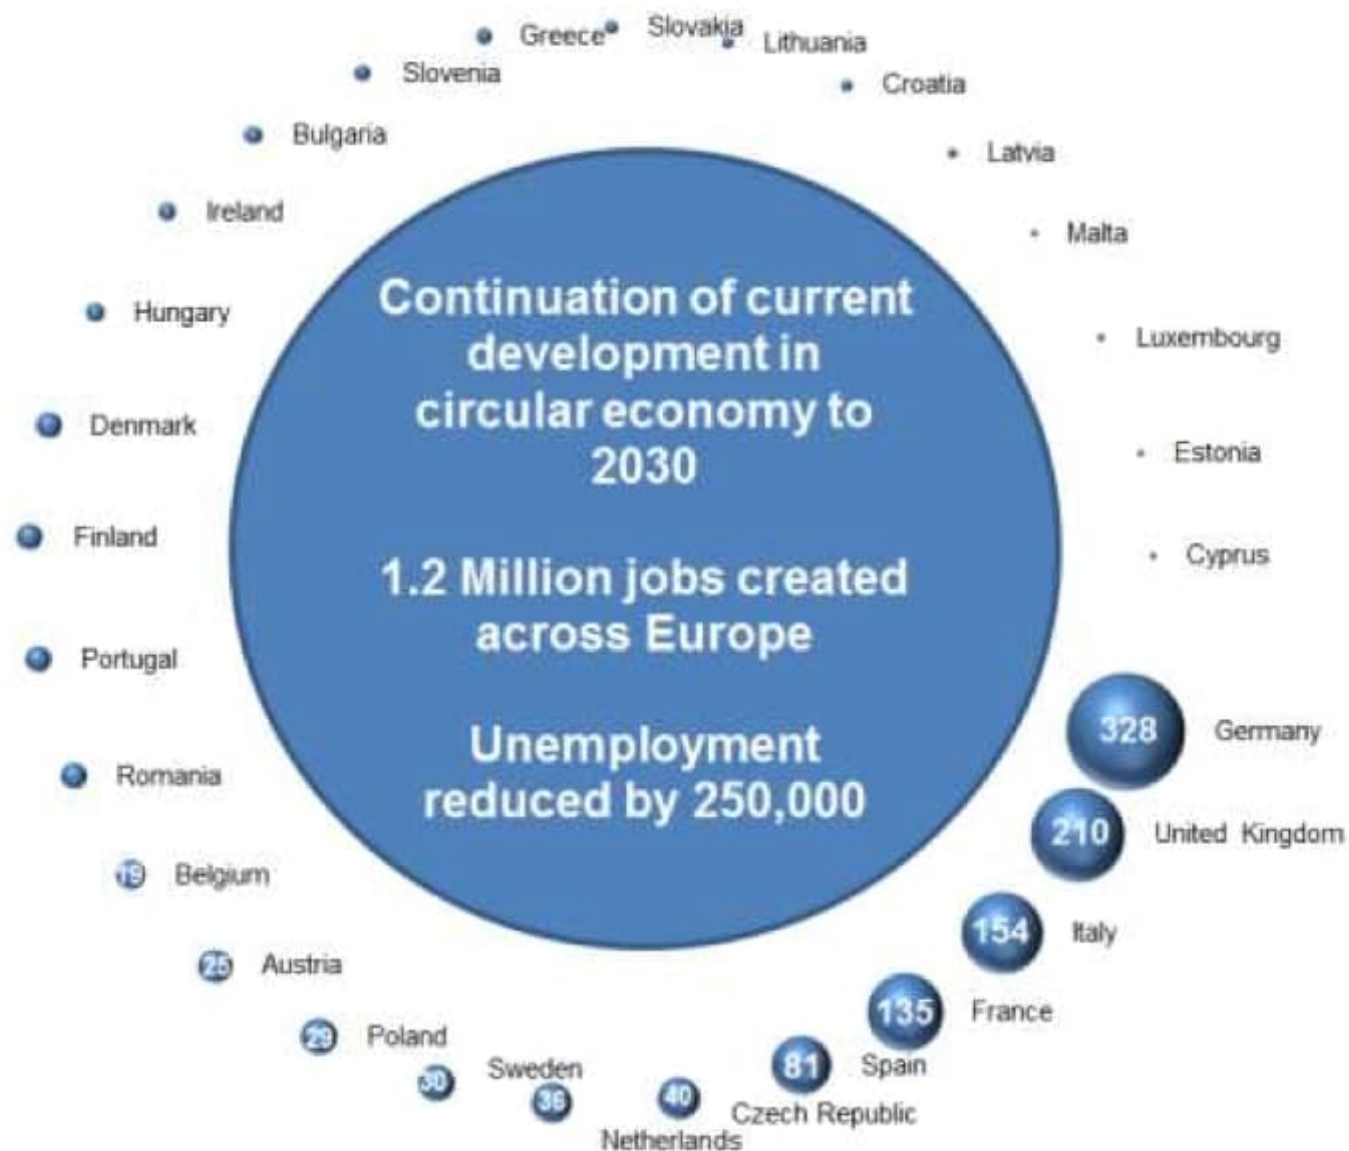 Greece
Slovakia
Lithuania
Slovenia
Croatia
Bulgaria
Latvia
Ireland
Malta
Hungary
Luxembourg
Denmark
Estonia
Finland
Cyprus
Portugal
Romania
Continuation of current
development in
circular economy to
2030
1.2 Million jobs created
across Europe
Unemployment
reduced by 250,000
328 Germany
210 United Kingdom
154 Italy
135 France
81 Spain
40 Czech Republic
36 Netherlands
30 Sweden
29 Poland
25 Austria
19 Belgium